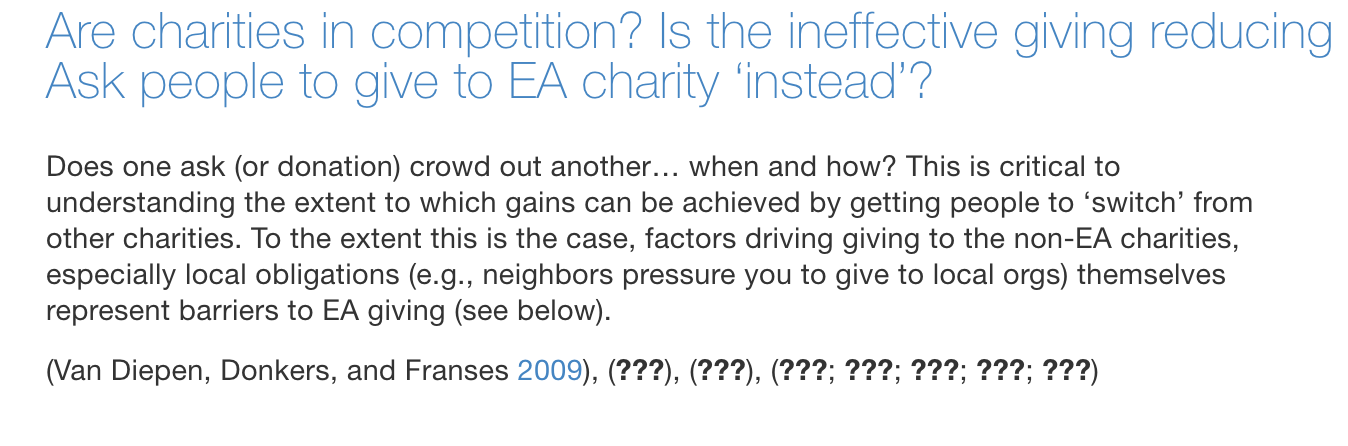 Are charities in competition? Is the ineffective giving reducing
Ask people to give to EA charity ‘instead’?
Does one ask (or donation) crowd out another… when and how? This is critical to
understanding the extent to which gains can be achieved by getting people to ‘switch’ from
other charities. To the extent this is the case, factors driving giving to the non-EA charities,
especially local obligations (e.g., neighbors pressure you to give to local orgs) themselves
represent barriers to EA giving (see below).
(Van Diepen, Donkers, and Franses 2009), (???), (???), (???; ???; ???; ???; ???)